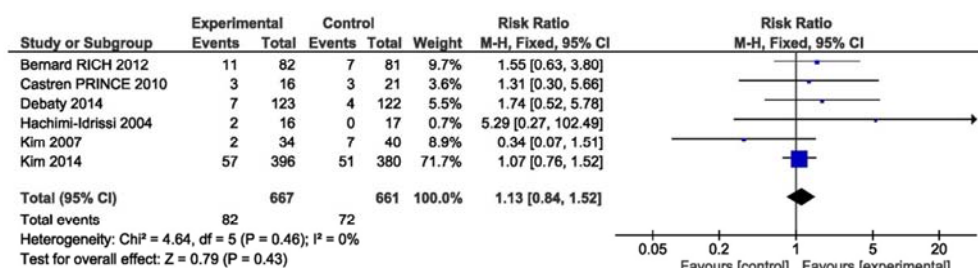 Experimental Control Risk Ratio Risk Ratio
Study or Subgroup Events Total Events Total Weight M-H, Fixed, 95% CI M-H, Fixed, 95% CI
Bernard RICH 2012 11 82 7 81 9.7% 1.55 [0.63, 3.80]
Castren PRINCE 2010 3 16 3 21 3.6% 1.31 [0.30, 5.66]
Debaty 2014 7 123 4 122 5.5% 1.74 [0.52, 5.78]
Hachimi-Idrissi 2004 2 16 0 17 0.7% 5.29 [0.27, 102.49]
Kim 2007 2 34 7 40 8.9% 0.34 [0.07, 1.51]
Kim 2014 57 396 51 380 71.7% 1.07 [0.76, 1.52]
Total (95% CI) 667 661 100.0% 1.13 [0.84, 1.52]
Total events 82 72
Heterogeneity: Chi² = 4.64, df = 5 (P = 0.46); I² = 0%
Test for overall effect: Z = 0.79 (P = 0.43)
0.05 0.2 1 5 20
Favours [control] Favours [experimental]